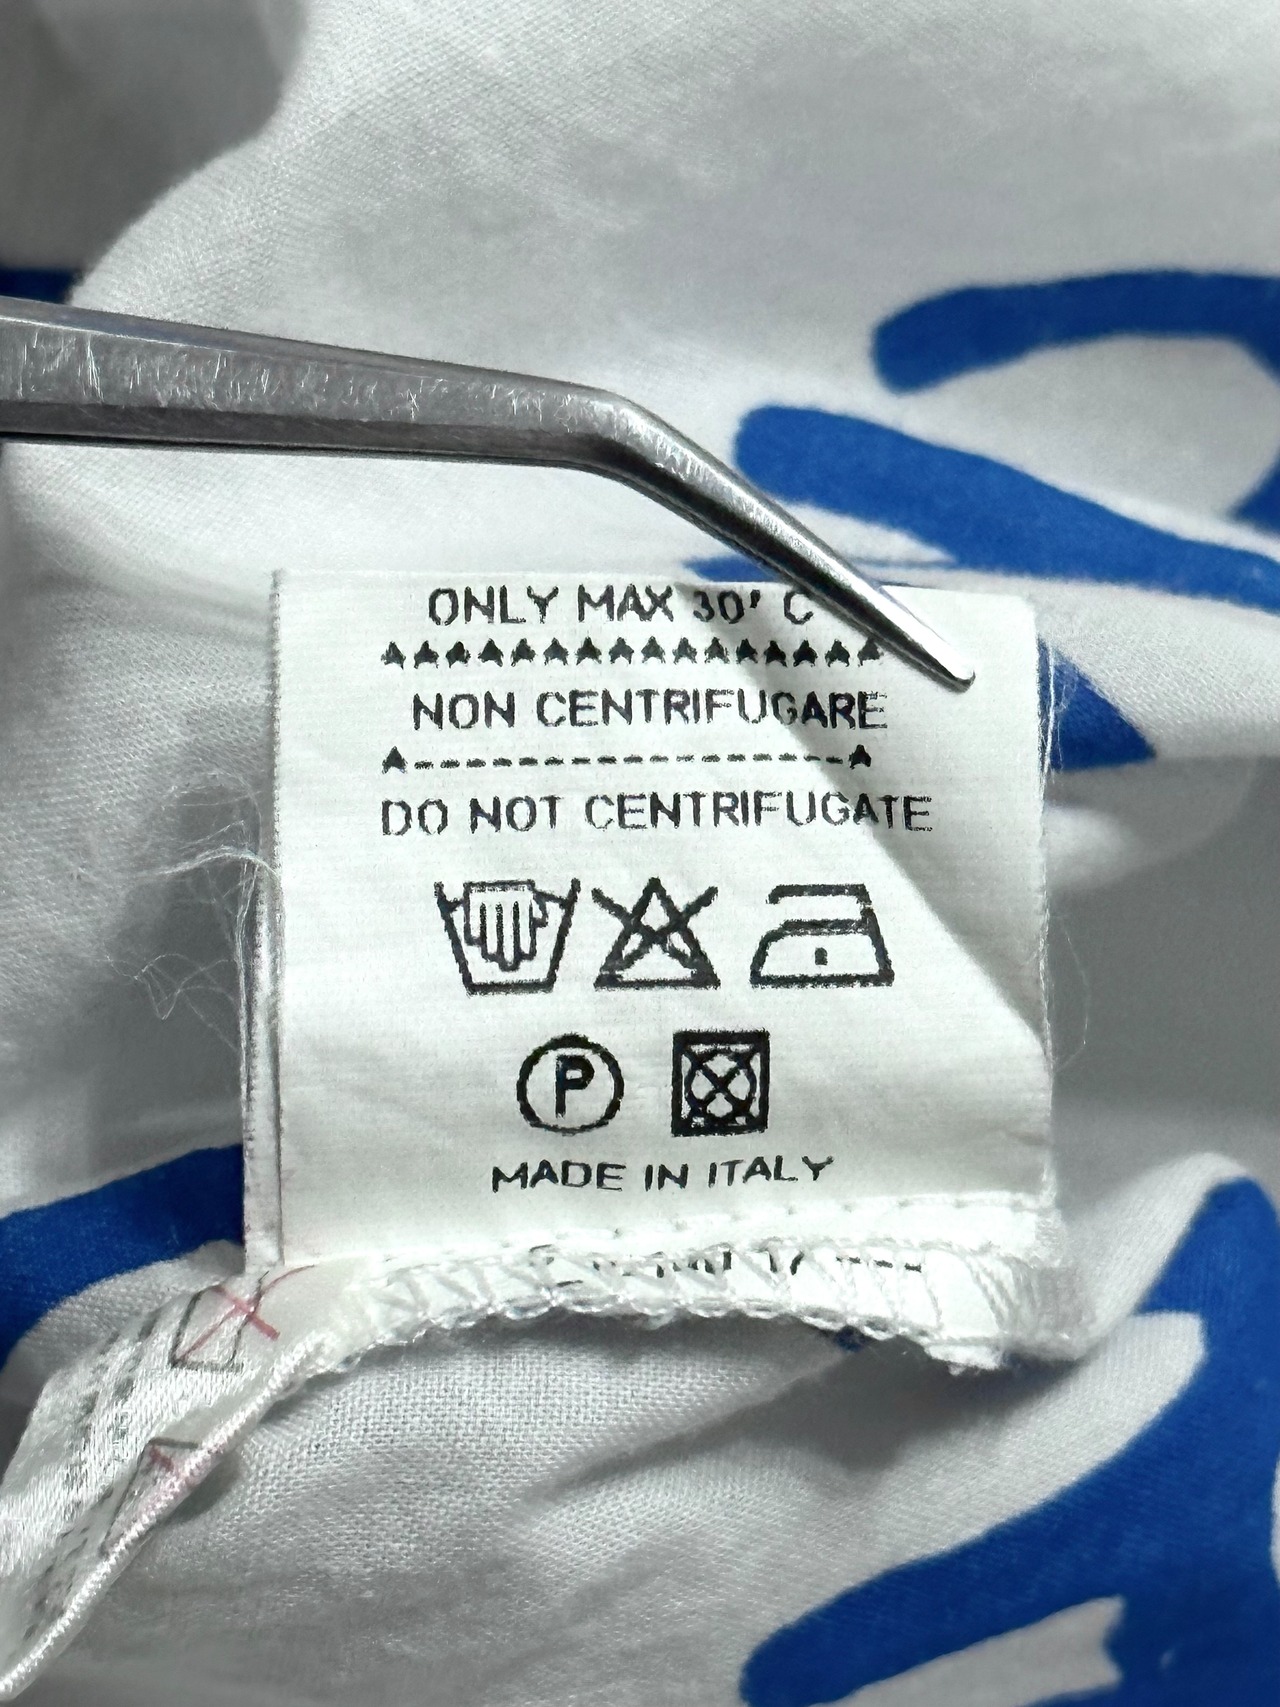 ONLY MAX 30' C
NON CENTRIFUGARE
DO NOT CENTRIFUGATE
P
MADE IN ITALY